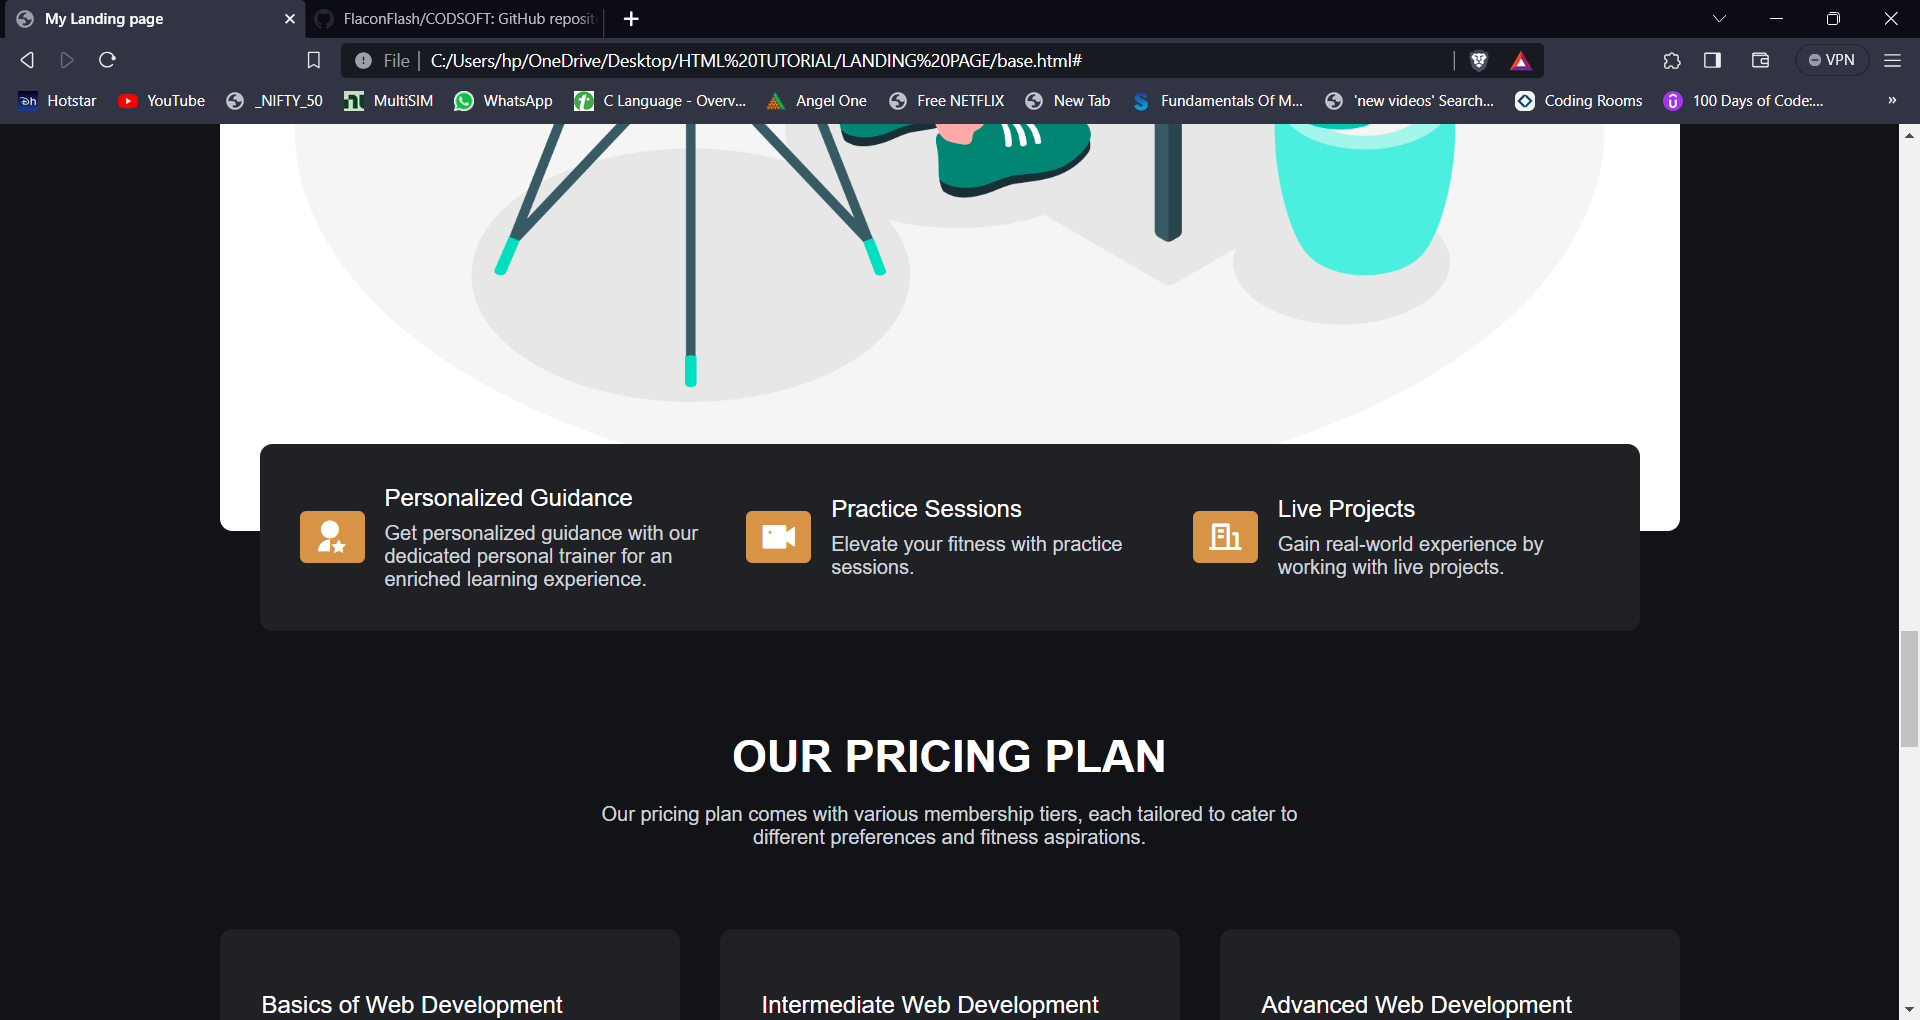 My Landing page
FlaconFlash/CODSOFT: GitHub reposit
File
C:/Users/hp/OneDrive/Desktop/HTML%20TUTORIAL/LANDING%20PAGE/base.html#
VPN
Hotstar
YouTube
_NIFTY_50
MultiSIM
WhatsApp
C Language - Overv...
Angel One
Free NETFLIX
New Tab
Fundamentals Of M...
'new videos' Search...
Coding Rooms
100 Days of Code:...
»
Personalized Guidance
Get personalized guidance with our
dedicated personal trainer for an
enriched learning experience.
Practice Sessions
Elevate your fitness with practice
sessions.
Live Projects
Gain real-world experience by
working with live projects.
OUR PRICING PLAN
Our pricing plan comes with various membership tiers, each tailored to cater to
different preferences and fitness aspirations.
Basics of Web Development
Intermediate Web Development
Advanced Web Development